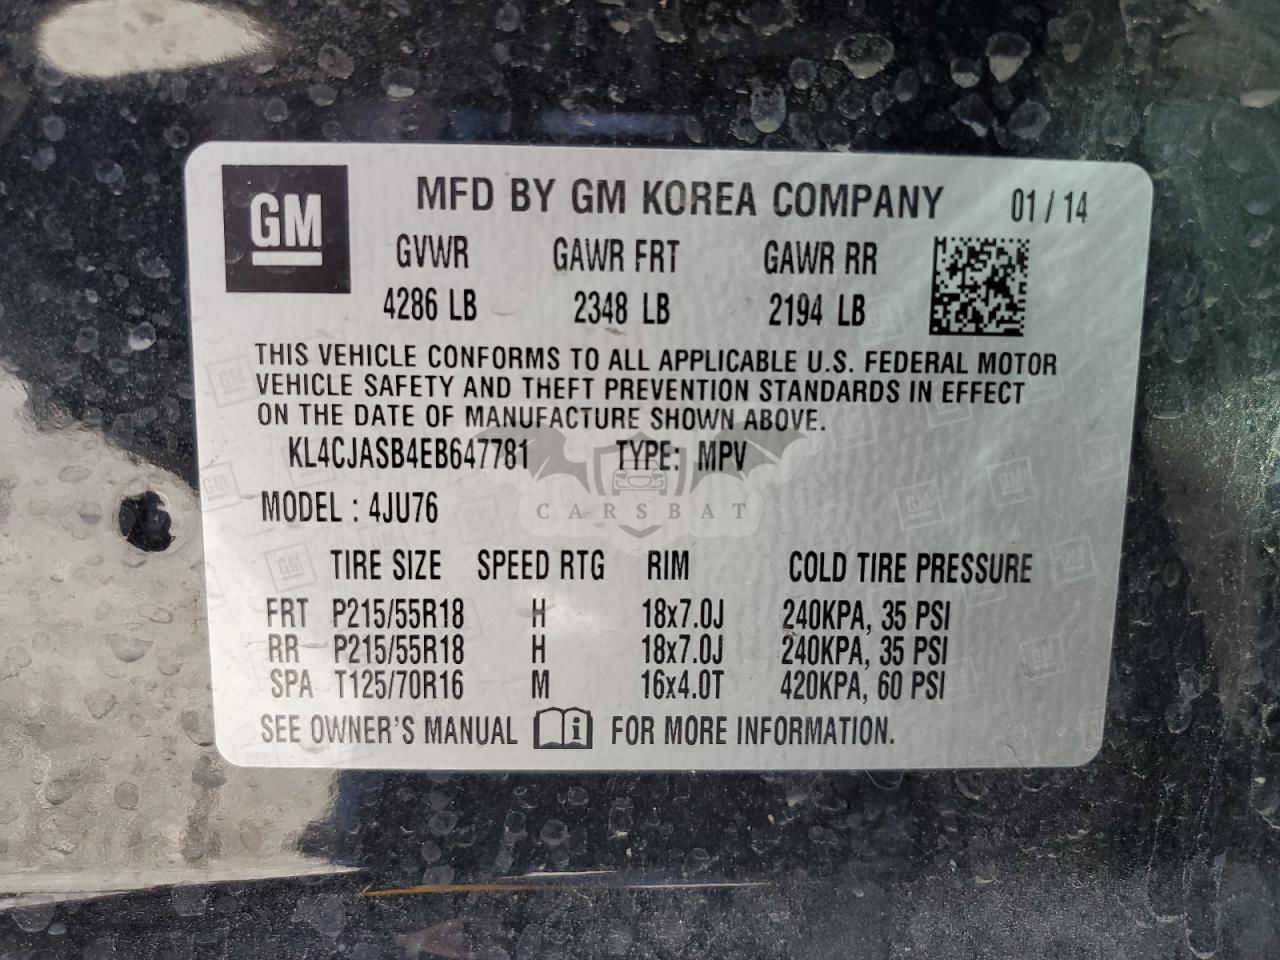 GM
MFD BY GM KOREA COMPANY 01 / 14
GVWR GAWR FRT GAWR RR
4286 LB 2348 LB 2194 LB
THIS VEHICLE CONFORMS TO ALL APPLICABLE U.S. FEDERAL MOTOR
VEHICLE SAFETY AND THEFT PREVENTION STANDARDS IN EFFECT
ON THE DATE OF MANUFACTURE SHOWN ABOVE.
KL4CJASB4EB647781 TYPE: MPV
CARSBAT
MODEL : 4JU76
TIRE SIZE SPEED RTG RIM COLD TIRE PRESSURE
FRT P215/55R18 H 18x7.0J 240KPA, 35 PSI
RR P215/55R18 H 18x7.0J 240KPA, 35 PSI
SPA T125/70R16 M 16x4.0T 420KPA, 60 PSI
SEE OWNER'S MANUAL i FOR MORE INFORMATION.